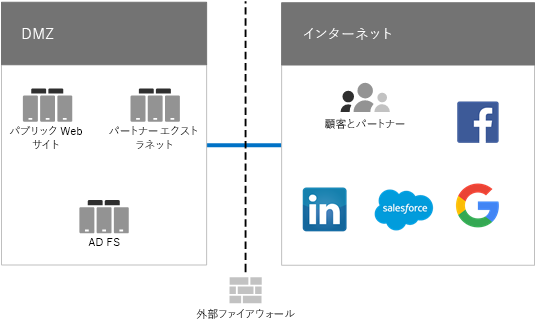 DMZ
インターネット
パブリック Web
サイト
パートナー エクスト
ラネット
AD FS
顧客とパートナー
f
in
salesforce
G
外部ファイアウォール